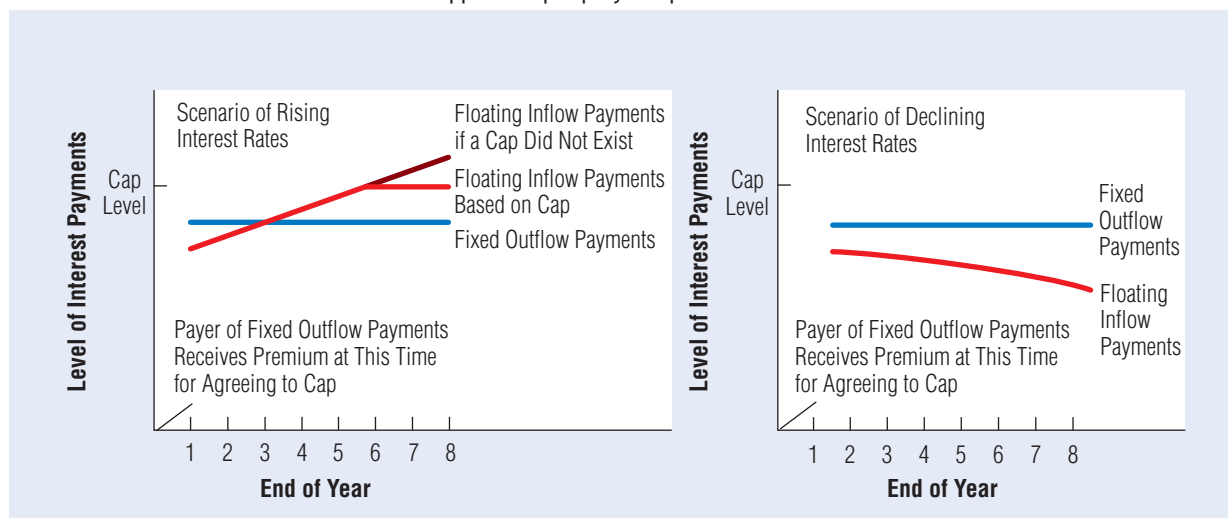 Level of Interest Payments
Cap
Level
Scenario of Rising
Interest Rates
Floating Inflow Payments
if a Cap Did Not Exist
Floating Inflow Payments
Based on Cap
Fixed Outflow Payments
Payer of Fixed Outflow Payments
Receives Premium at This Time
for Agreeing to Cap
1 2 3 4 5 6 7 8
End of Year
Level of Interest Payments
Cap
Level
Scenario of Declining
Interest Rates
Fixed
Outflow
Payments
Floating
Inflow
Payments
Payer of Fixed Outflow Payments
Receives Premium at This Time
for Agreeing to Cap
1 2 3 4 5 6 7 8
End of Year